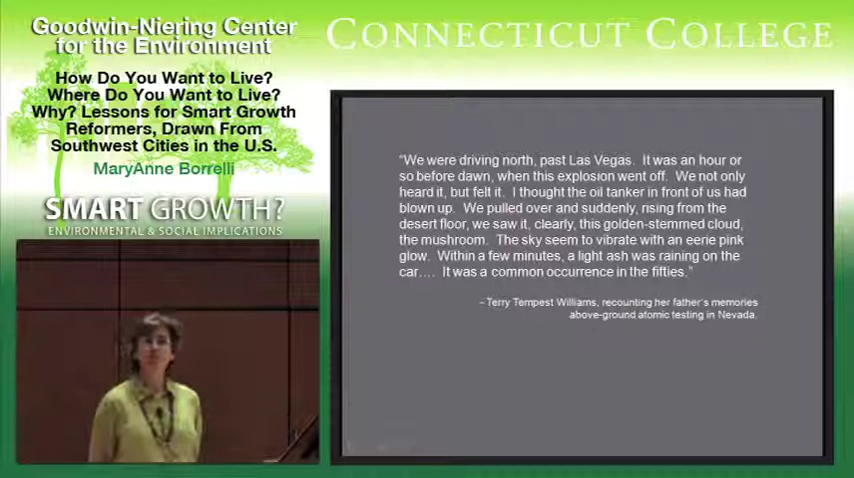 Goodwin-Niering Center
for the Environment
How Do You Want to Live?
Where Do You Want to Live?
Why? Lessons for Smart Growth
Reformers, Drawn From
Southwest Cities in the U.S.
MaryAnne Borrelli
SMART GROWTH?
ENVIRONMENTAL & SOCIAL IMPLICATIONS
CONNECTICUT COLLEGE
“We were driving north, past Las Vegas. It was an hour or
so before dawn, when this explosion went off. We not only
heard it, but felt it. I thought the oil tanker in front of us had
blown up. We pulled over and suddenly, rising from the
desert floor, we saw it, clearly, this golden-stemmed cloud,
the mushroom. The sky seem to vibrate with an eerie pink
glow. Within a few minutes, a light ash was raining on the
car…. It was a common occurrence in the fifties.”
- Terry Tempest Williams, recounting her father’s memories
above-ground atomic testing in Nevada.